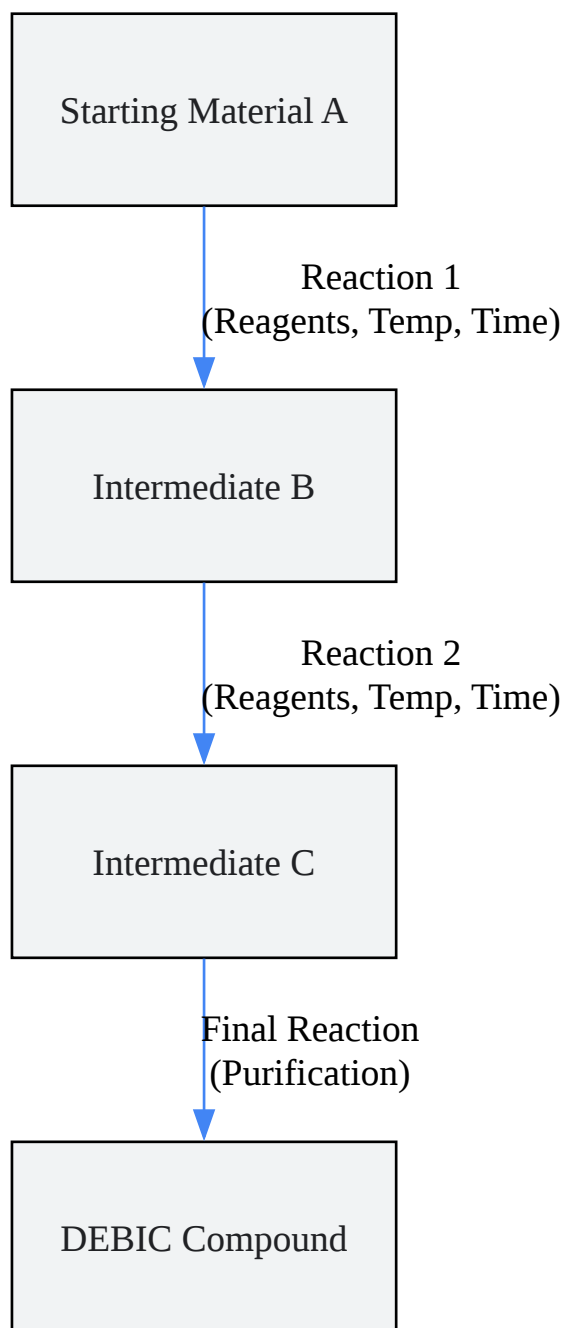 Starting Material A
Reaction 1
(Reagents, Temp, Time)
Intermediate B
Reaction 2
(Reagents, Temp, Time)
Intermediate C
Final Reaction
(Purification)
DEBIC Compound